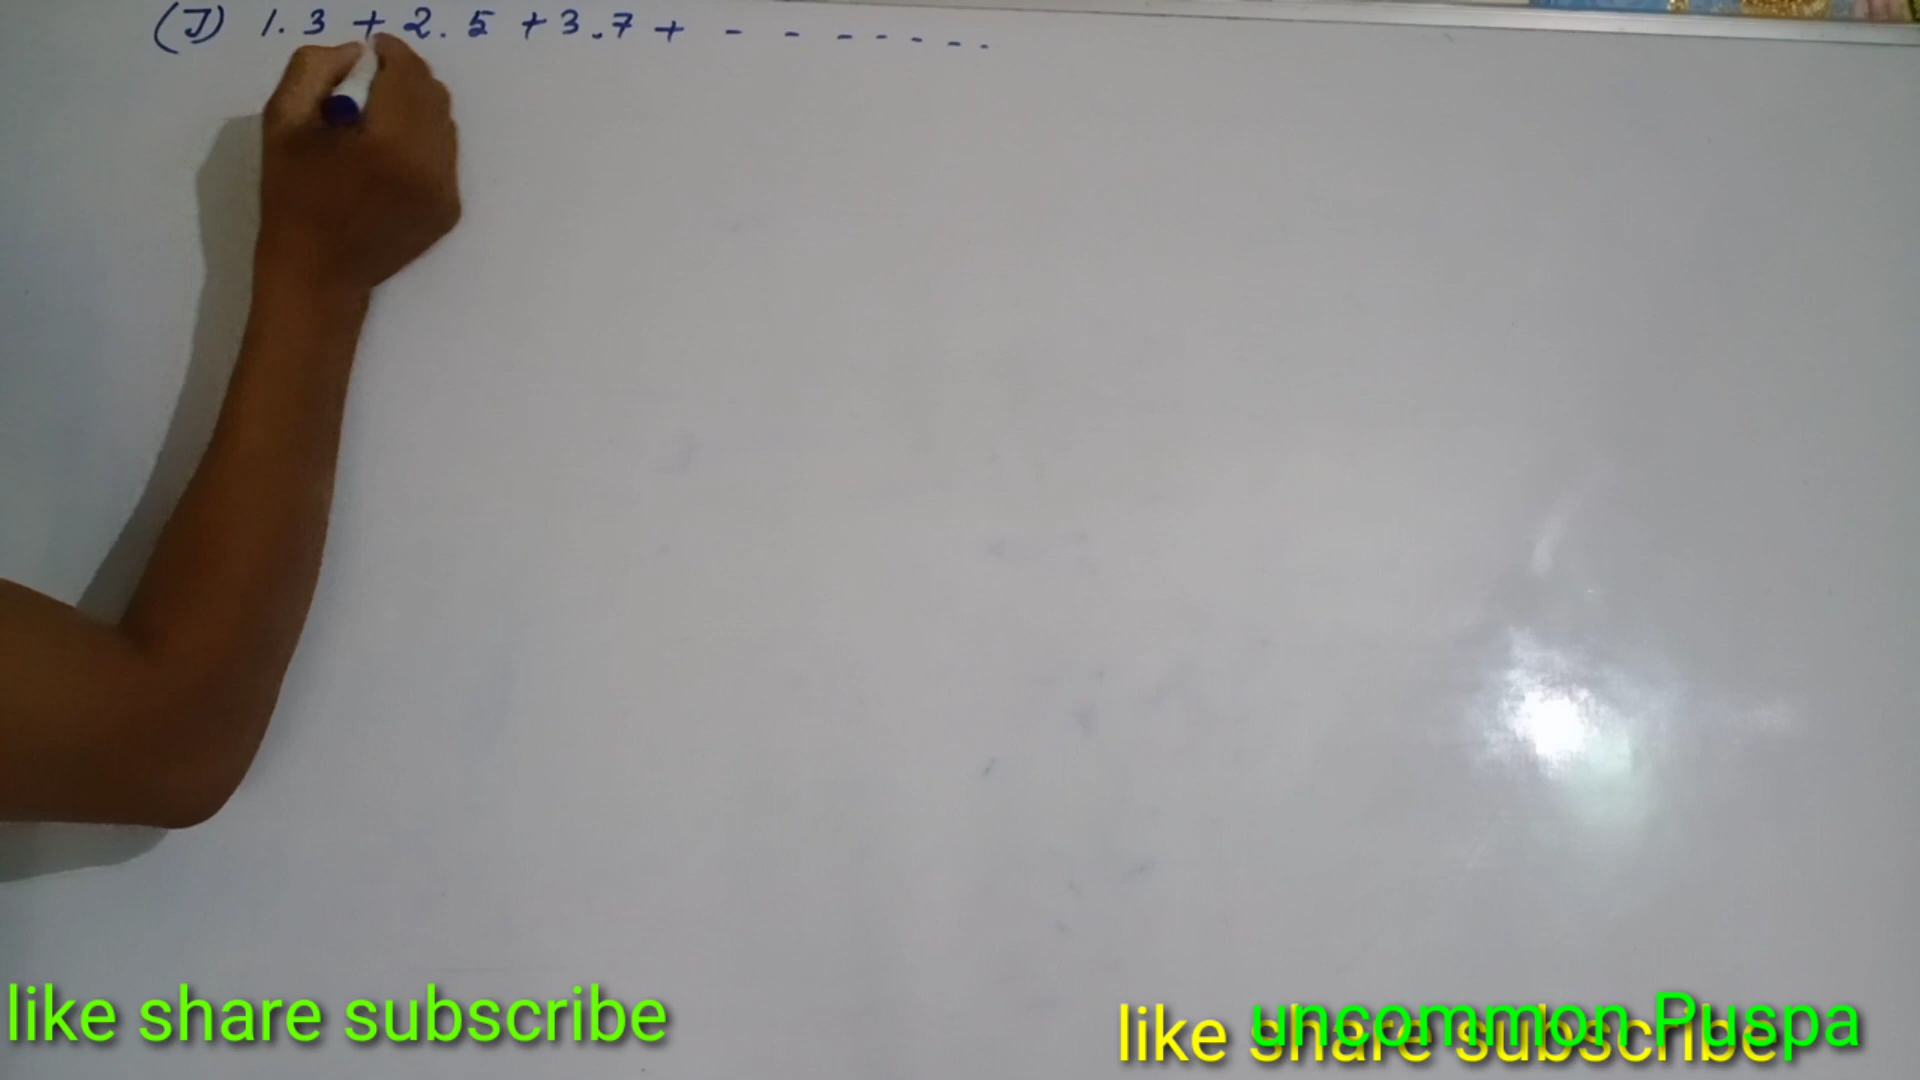 (J) 1.3 + 2.5 + 3.7 + - - - - - - - -
like share subscribe
like share subscribe
uncommon Puspa